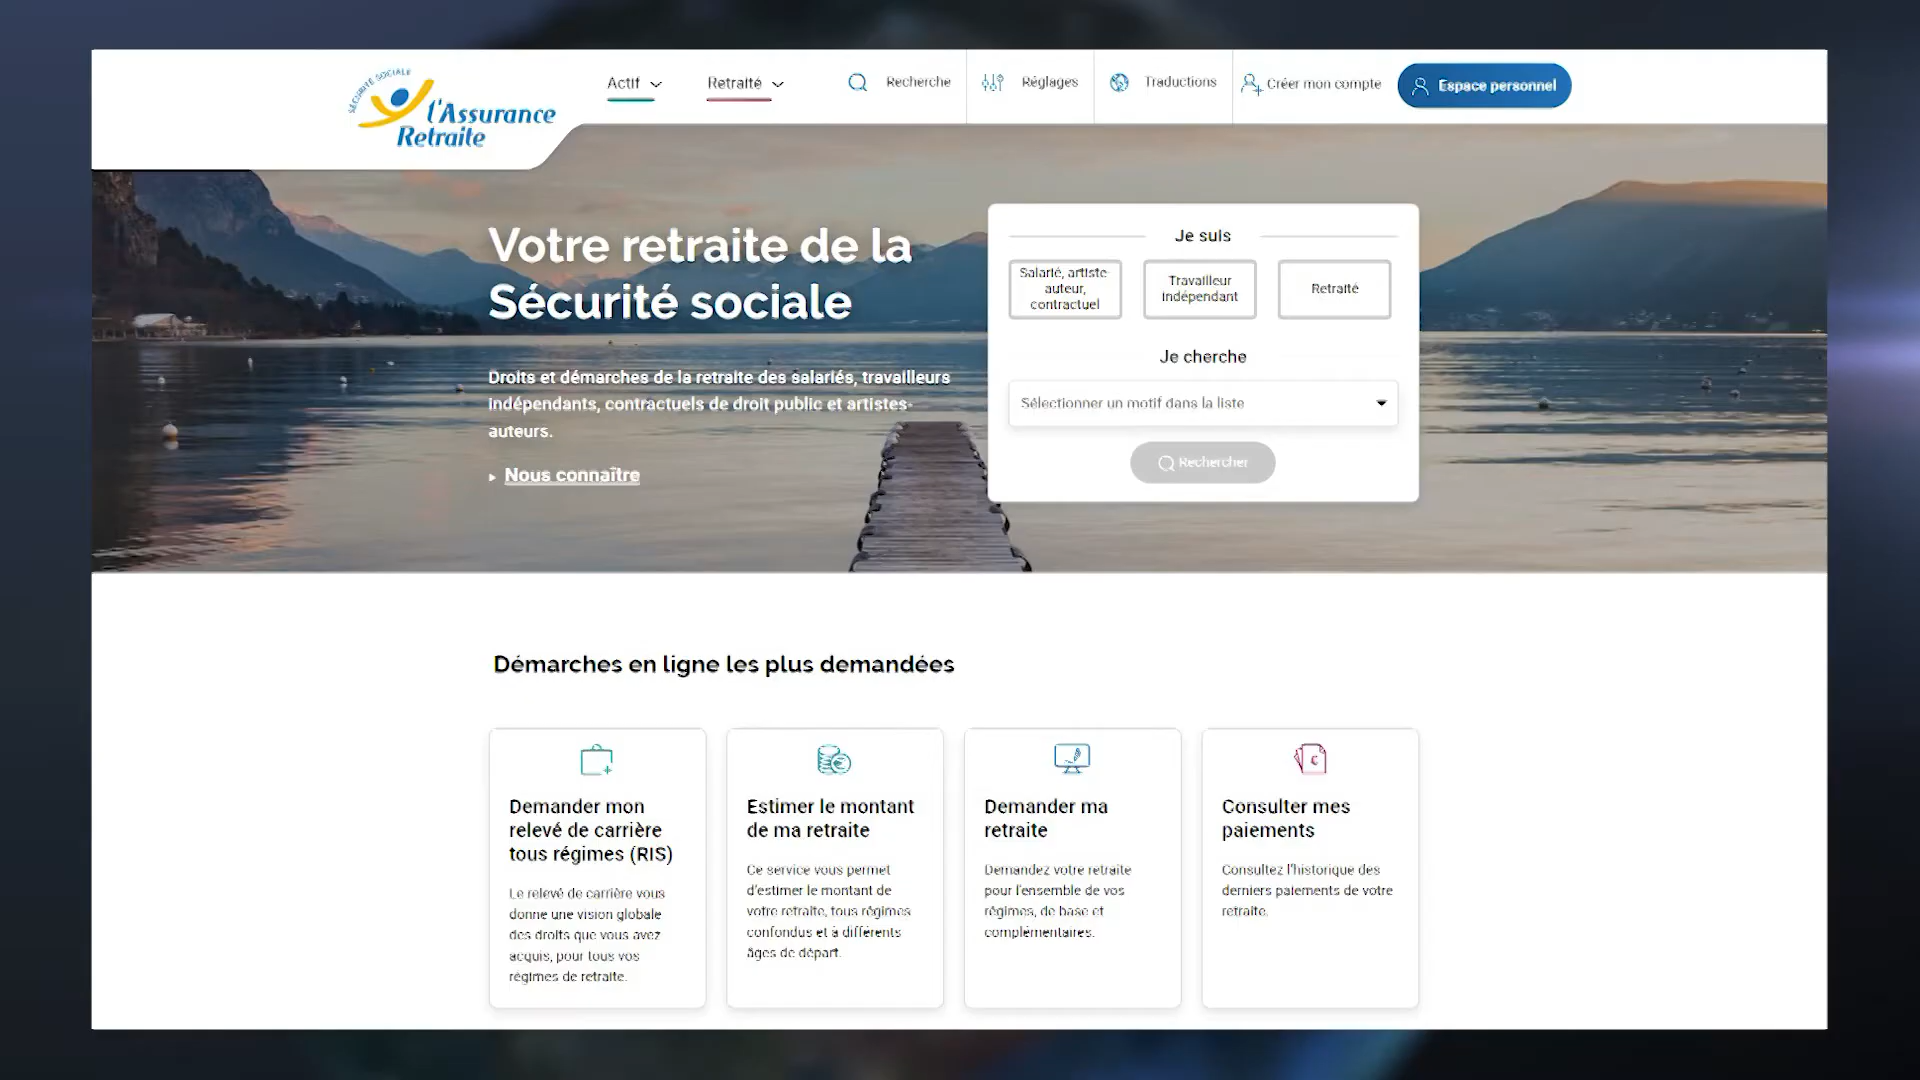 SÉCURITÉ SOCIALE
l'Assurance
Retraite
Actif
Retraité
Recherche
Réglages
Traductions
Créer mon compte
Espace personnel
Votre retraite de la
Sécurité sociale
Droits et démarches de la retraite des salariés, travailleurs
indépendants, contractuels de droit public et artistes-
auteurs.
Nous connaître
Je suis
Salarié, artiste-
auteur,
contractuel
Travailleur
indépendant
Retraité
Je cherche
Sélectionner un motif dans la liste
Rechercher
Démarches en ligne les plus demandées
Demander mon
relevé de carrière
tous régimes (RIS)
Le relevé de carrière vous
donne une vision globale
des droits que vous avez
acquis, pour tous vos
régimes de retraite.
Estimer le montant
de ma retraite
Ce service vous permet
d'estimer le montant de
votre retraite, tous régimes
confondus et à différents
âges de départ.
Demander ma
retraite
Demandez votre retraite
pour l'ensemble de vos
régimes, de base et
complémentaires.
Consulter mes
paiements
Consultez l'historique des
derniers paiements de votre
retraite.